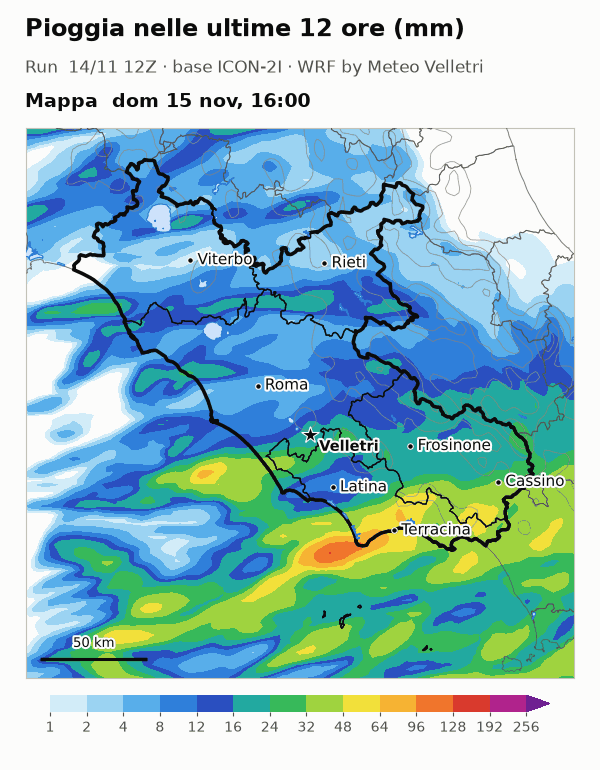 Pioggia nelle ultime 12 ore (mm)
Run  14/11 12Z · base ICON-2I · WRF by Meteo Velletri
Mappa  dom 15 nov, 16:00
Viterbo
Rieti
Roma
Velletri
Frosinone
Latina
Cassino
Terracina
50 km
1 2 4 8 12 16 24 32 48 64 96 128 192 256